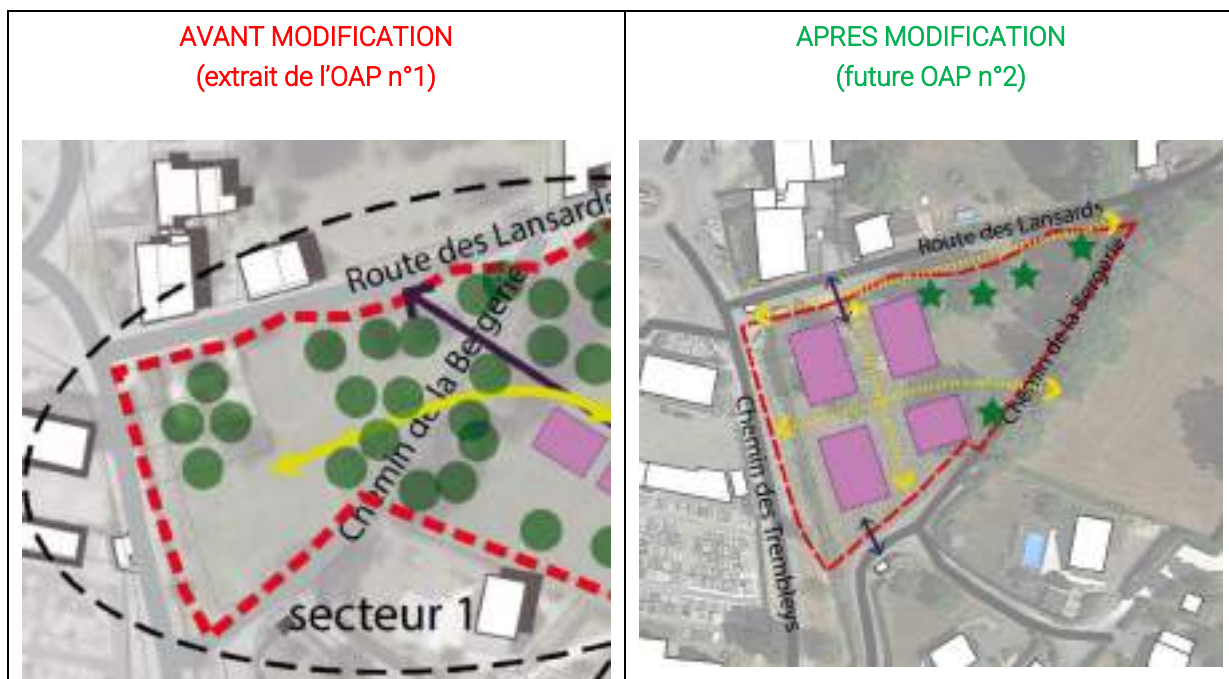 AVANT MODIFICATION
(extrait de l'OAP n°1)
Route des Lansards
Chemin de la Bergerie
secteur 1
APRES MODIFICATION
(future OAP n°2)
Route des Lansards
Chemin de la Bergerie
Chemin des Trembleys